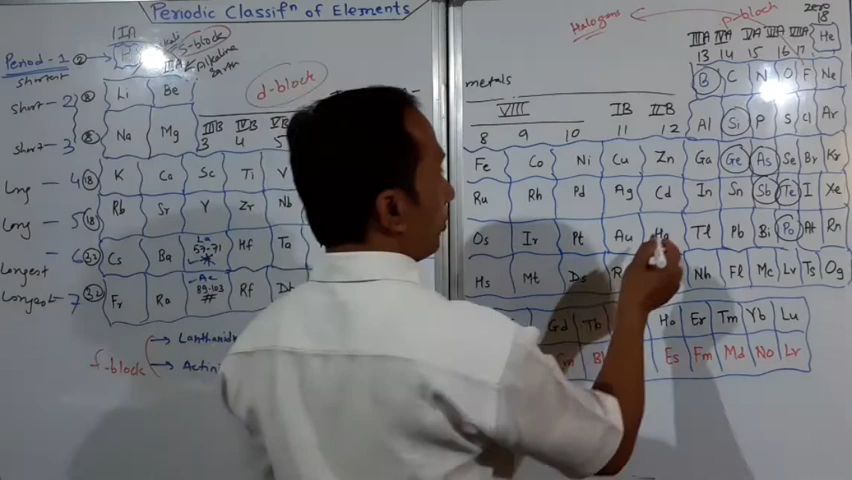 Periodic Classifⁿ of Elements
zero
p-block
Halogens
IA
18
Period-1 ②
s-block
IIA Alkaline
Earth
IIIA IVA VA VIA VIIA
13 14 15 16 17
He
shortest
d-block
metals
B C N O F Ne
short - 2 ⑧ Li Be
VIII IB IIB
IIIB IVB
8 9 10 11 12
3 4 5
Al Si P S Cl Ar
short - 3 ⑧ Na Mg
Long - 4 ⑱ K Ca Sc Ti V Fe Co Ni Cu Zn Ga Ge As Se Br Kr
Long - 5 ⑱ Rb Sr Y Zr Nb Ru Rh Pd Ag Cd In Sn Sb Te I Xe
Longest - 6 ㉜ Cs Ba La 57-71 * Hf Ta Os Ir Pt Au Hg Tl Pb Bi Po At Rn
Longest - 7 ㉜ Fr Ra Ac 89-103 # Rf Hs Mt Ds Nh Fl Mc Lv Ts Og
Gd Tb Ho Er Tm Yb Lu
f-block
Es Fm Md No Lr